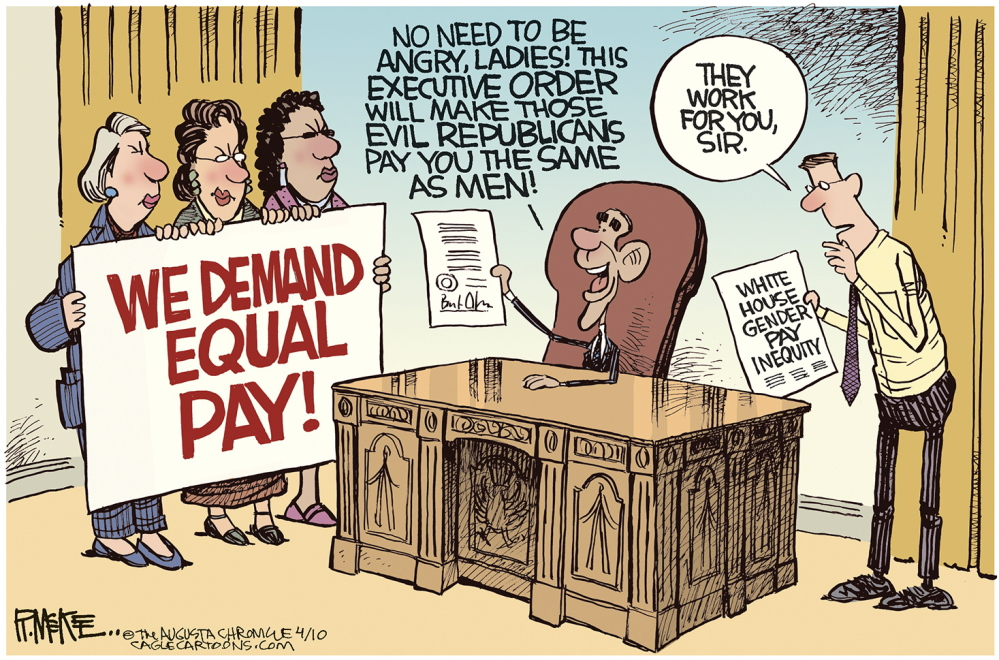 NO NEED TO BE
ANGRY, LADIES! THIS
EXECUTIVE ORDER
WILL MAKE THOSE
EVIL REPUBLICANS
PAY YOU THE SAME
AS MEN!
THEY
WORK
FOR YOU,
SIR.
WE DEMAND
EQUAL
PAY!
WHITE
HOUSE
GENDER
PAY
INEQUITY
R. McKEE...
© THE AUGUSTA CHRONICLE 4/10
CAGLECARTOONS.COM